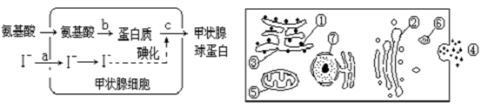 氨基酸 氨基酸 b 蛋白质 c 甲状腺球蛋白
I⁻ a I⁻ I⁻ 碘化
甲状腺细胞
① ② ③ ④ ⑤ ⑥ ⑦